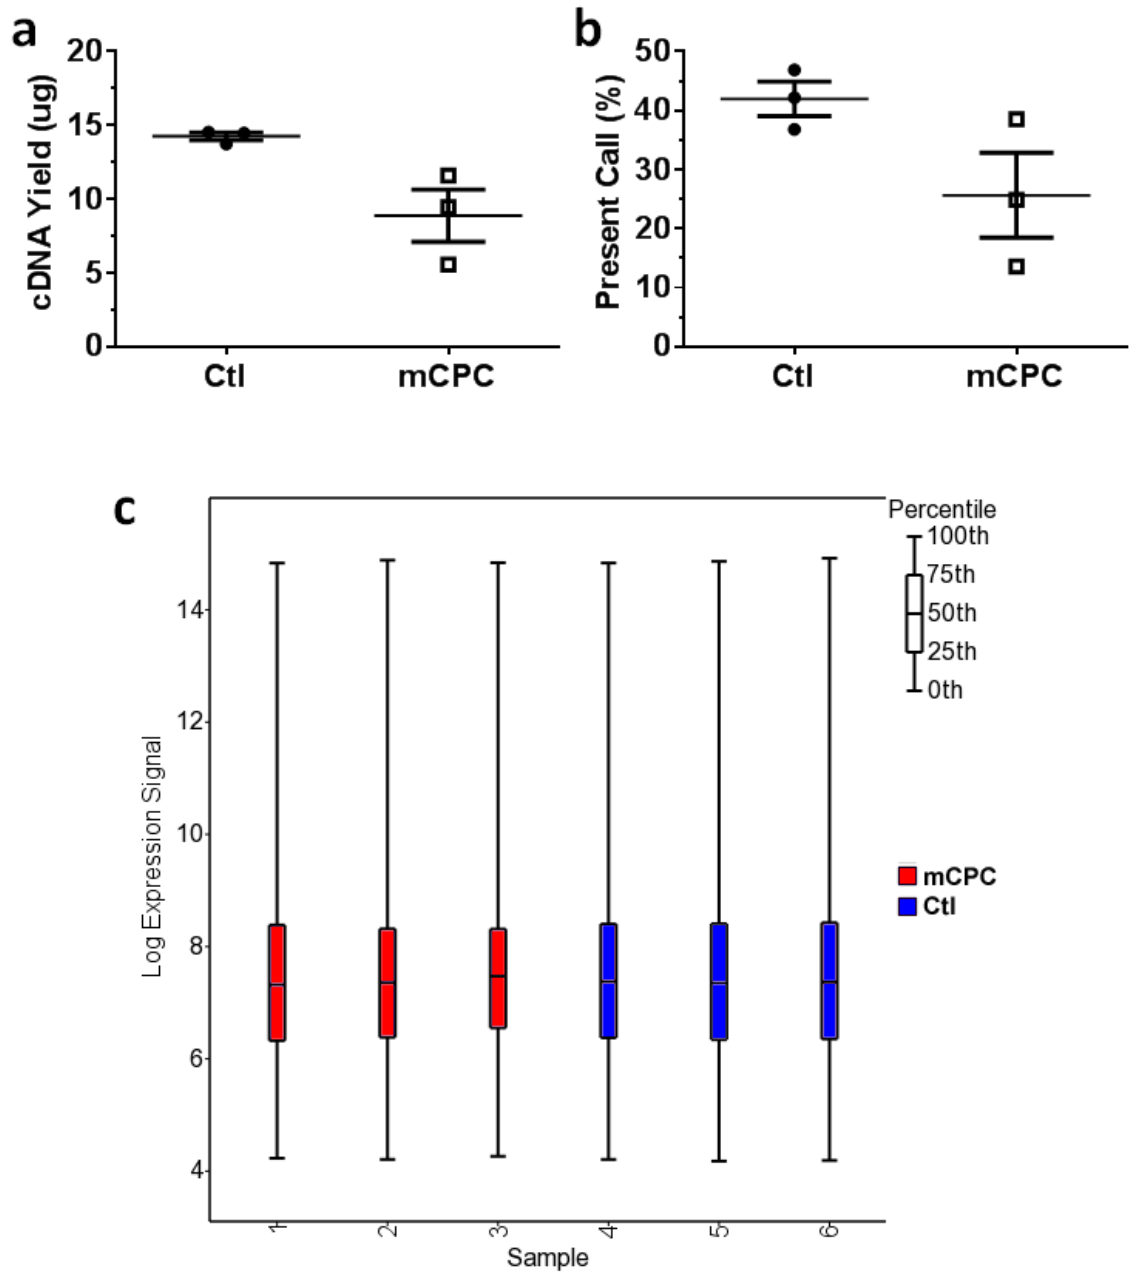 a
cDNA Yield (ug)
20
15
10
5
0
Ctl
mCPC
b
Present Call (%)
50
40
30
20
10
0
Ctl
mCPC
c
Log Expression Signal
14
12
10
8
6
4
1
2
3
4
5
6
Sample
Percentile
100th
75th
50th
25th
0th
mCPC
Ctl